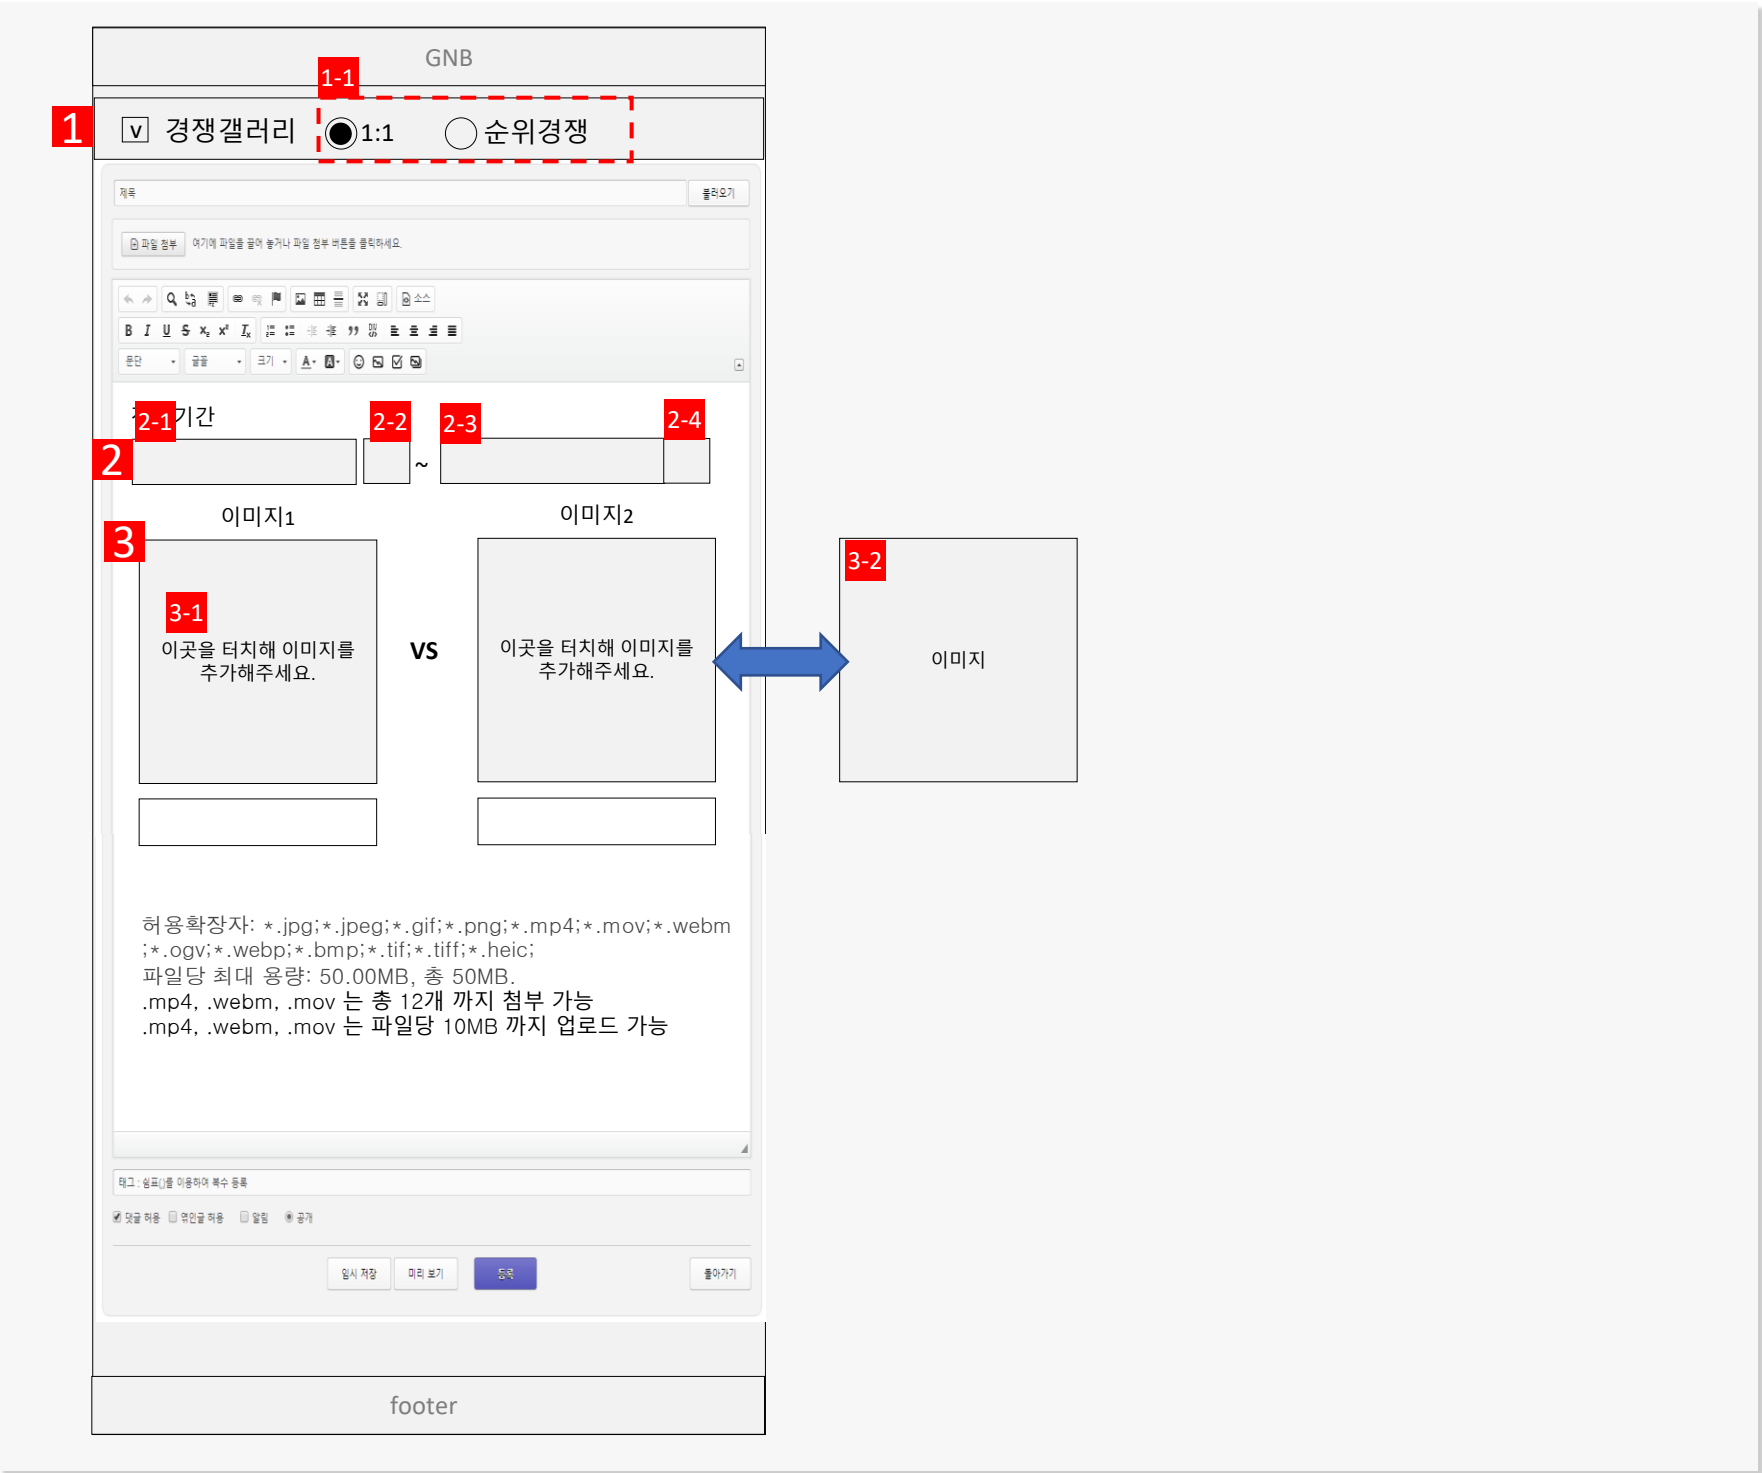 GNB
1-1
1
v 경쟁갤러리 1:1 순위경쟁
제목 불러오기
파일 첨부 여기에 파일을 끌어 놓거나 파일 첨부 버튼을 클릭하세요.
소스
B I U S x₂ x² Iₓ
문단 글꼴 크기 A A
2-1 기간 2-2 2-3 2-4
2 ~
이미지1 이미지2
3 3-2
3-1
이곳을 터치해 이미지를
추가해주세요.
VS
이곳을 터치해 이미지를
추가해주세요.
이미지
허용확장자: *.jpg;*.jpeg;*.gif;*.png;*.mp4;*.mov;*.webm
;*.ogv;*.webp;*.bmp;*.tif;*.tiff;*.heic;
파일당 최대 용량: 50.00MB, 총 50MB.
.mp4, .webm, .mov 는 총 12개 까지 첨부 가능
.mp4, .webm, .mov 는 파일당 10MB 까지 업로드 가능
태그 : 쉼표(,)를 이용하여 복수 등록
댓글 허용 엮인글 허용 알림 공개
임시 저장 미리 보기 등록 돌아가기
footer